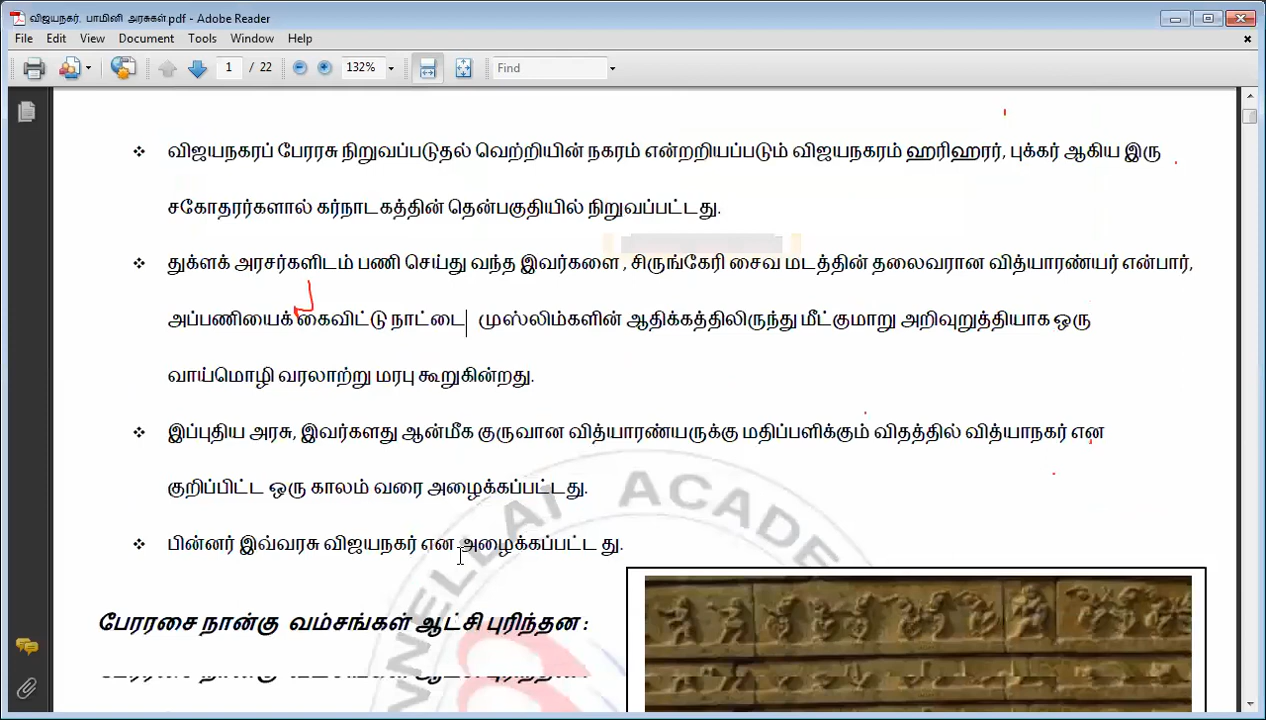 விஜயநகர், பாமினி அரசுகள்.pdf - Adobe Reader
File Edit View Document Tools Window Help
1 / 22 132% Find
❖ விஜயநகரப் பேரரசு நிறுவப்படுதல் வெற்றியின் நகரம் என்றறியப்படும் விஜயநகரம் ஹரிஹரர், புக்கர் ஆகிய இரு
சகோதரர்களால் கர்நாடகத்தின் தென்பகுதியில் நிறுவப்பட்டது.
❖ துக்ளக் அரசர்களிடம் பணி செய்து வந்த இவர்களை , சிருங்கேரி சைவ மடத்தின் தலைவரான வித்யாரண்யர் என்பார்,
அப்பணியைக் கைவிட்டு நாட்டை முஸ்லிம்களின் ஆதிக்கத்திலிருந்து மீட்குமாறு அறிவுறுத்தியாக ஒரு
வாய்மொழி வரலாற்று மரபு கூறுகின்றது.
❖ இப்புதிய அரசு, இவர்களது ஆன்மீக குருவான வித்யாரண்யருக்கு மதிப்பளிக்கும் விதத்தில் வித்யாநகர் என
குறிப்பிட்ட ஒரு காலம் வரை அழைக்கப்பட்டது.
❖ பின்னர் இவ்வரசு விஜயநகர் என அழைக்கப்பட்ட து.
பேரரசை நான்கு வம்சங்கள் ஆட்சி புரிந்தன :